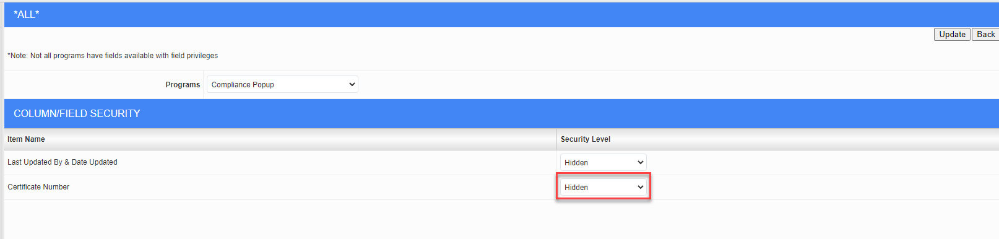 *ALL*
Update Back
*Note: Not all programs have fields available with field privileges
Programs Compliance Popup
COLUMN/FIELD SECURITY
Item Name Security Level
Last Updated By & Date Updated Hidden
Certificate Number Hidden